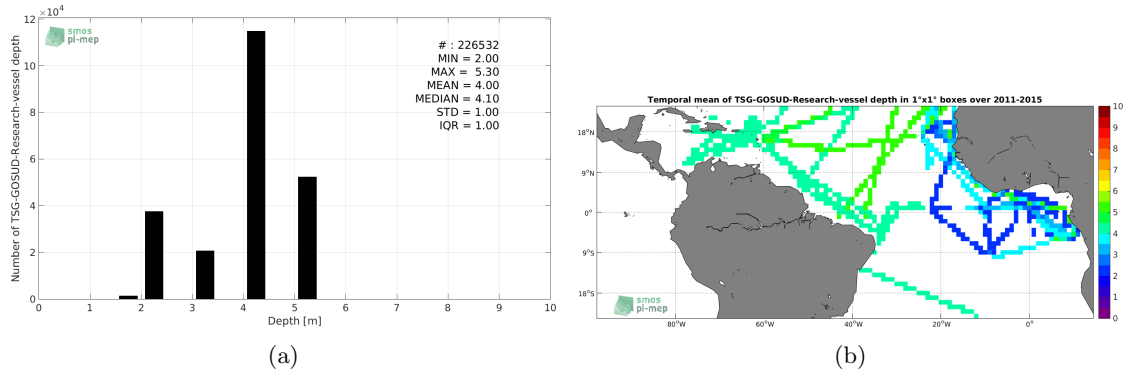 ×10⁴
smos
pi-mep
# : 226532
MIN = 2.00
MAX = 5.30
MEAN = 4.00
MEDIAN = 4.10
STD = 1.00
IQR = 1.00
12
10
8
6
4
2
0
Number of TSG-GOSUD-Research-vessel depth
0 1 2 3 4 5 6 7 8 9 10
Depth [m]
(a)
Temporal mean of TSG-GOSUD-Research-vessel depth in 1°x1° boxes over 2011-2015
18°N
9°N
0°
9°S
18°S
80°W 60°W 40°W 20°W 0°
smos
pi-mep
10
9
8
7
6
5
4
3
2
1
0
(b)